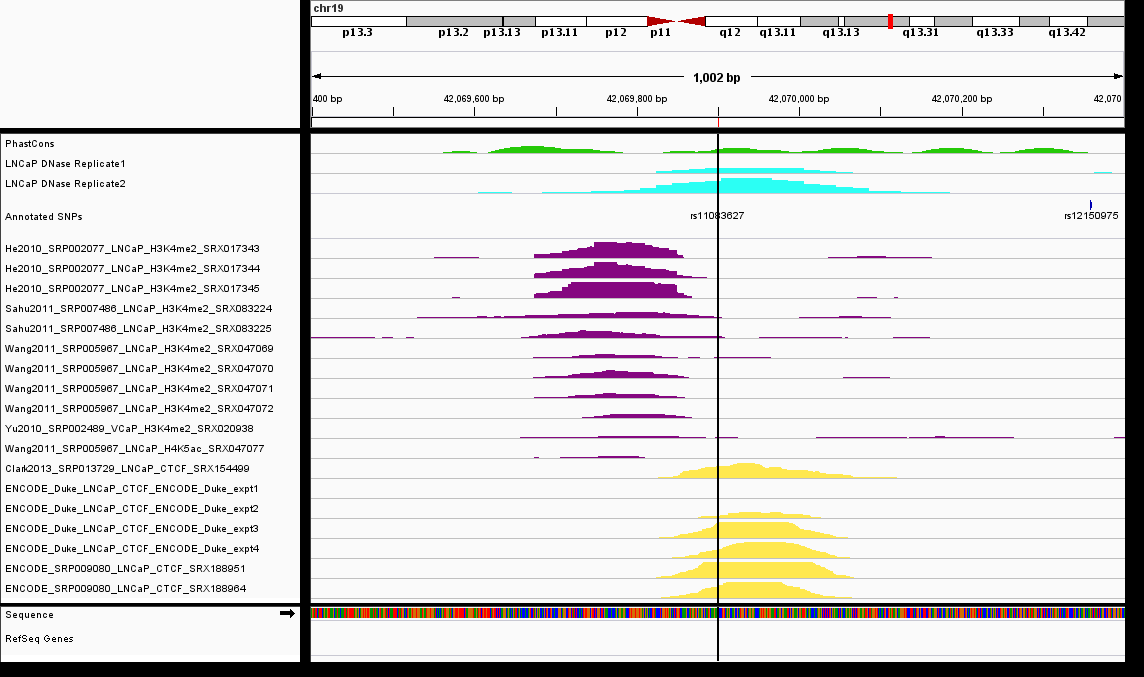 chr19
p13.3 p13.2 p13.13 p13.11 p12 p11 q12 q13.11 q13.13 q13.31 q13.33 q13.42
1,002 bp
400 bp 42,069,600 bp 42,069,800 bp 42,070,000 bp 42,070,200 bp 42,070
PhastCons
LNCaP DNase Replicate1
LNCaP DNase Replicate2
Annotated SNPs rs11083627 rs12150975
He2010_SRP002077_LNCaP_H3K4me2_SRX017343
He2010_SRP002077_LNCaP_H3K4me2_SRX017344
He2010_SRP002077_LNCaP_H3K4me2_SRX017345
Sahu2011_SRP007486_LNCaP_H3K4me2_SRX083224
Sahu2011_SRP007486_LNCaP_H3K4me2_SRX083225
Wang2011_SRP005967_LNCaP_H3K4me2_SRX047069
Wang2011_SRP005967_LNCaP_H3K4me2_SRX047070
Wang2011_SRP005967_LNCaP_H3K4me2_SRX047071
Wang2011_SRP005967_LNCaP_H3K4me2_SRX047072
Yu2010_SRP002489_VCaP_H3K4me2_SRX020938
Wang2011_SRP005967_LNCaP_H4K5ac_SRX047077
Clark2013_SRP013729_LNCaP_CTCF_SRX154499
ENCODE_Duke_LNCaP_CTCF_ENCODE_Duke_expt1
ENCODE_Duke_LNCaP_CTCF_ENCODE_Duke_expt2
ENCODE_Duke_LNCaP_CTCF_ENCODE_Duke_expt3
ENCODE_Duke_LNCaP_CTCF_ENCODE_Duke_expt4
ENCODE_SRP009080_LNCaP_CTCF_SRX188951
ENCODE_SRP009080_LNCaP_CTCF_SRX188964
Sequence
RefSeq Genes